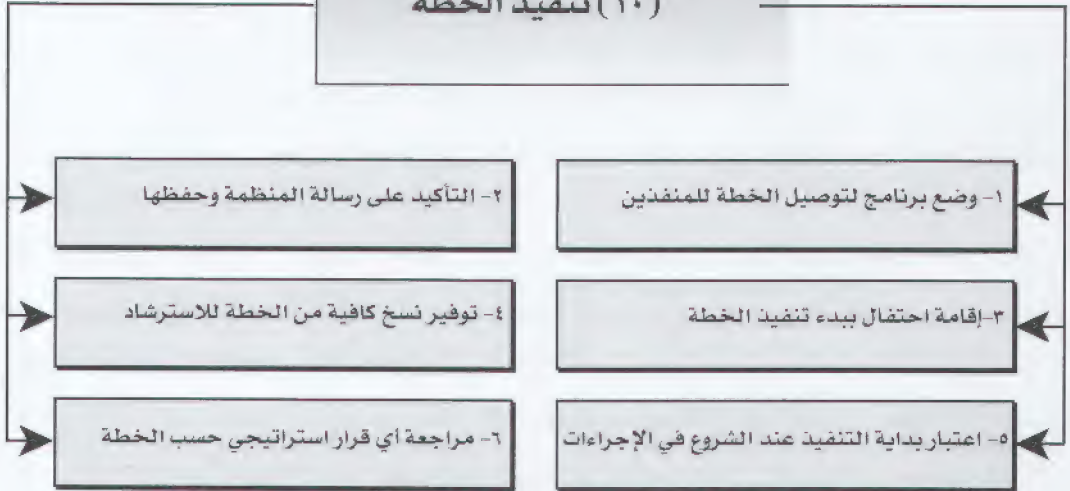 (١٠) تنفيذ الخطة
١- وضع برنامج لتوصيل الخطة للمنفذين
٢- التأكيد على رسالة المنظمة وحفظها
٣-إقامة احتفال ببدء تنفيذ الخطة
٤- توفير نسخ كافية من الخطة للاسترشاد
٥- اعتبار بداية التنفيذ عند الشروع في الإجراءات
٦- مراجعة أي قرار استراتيجي حسب الخطة